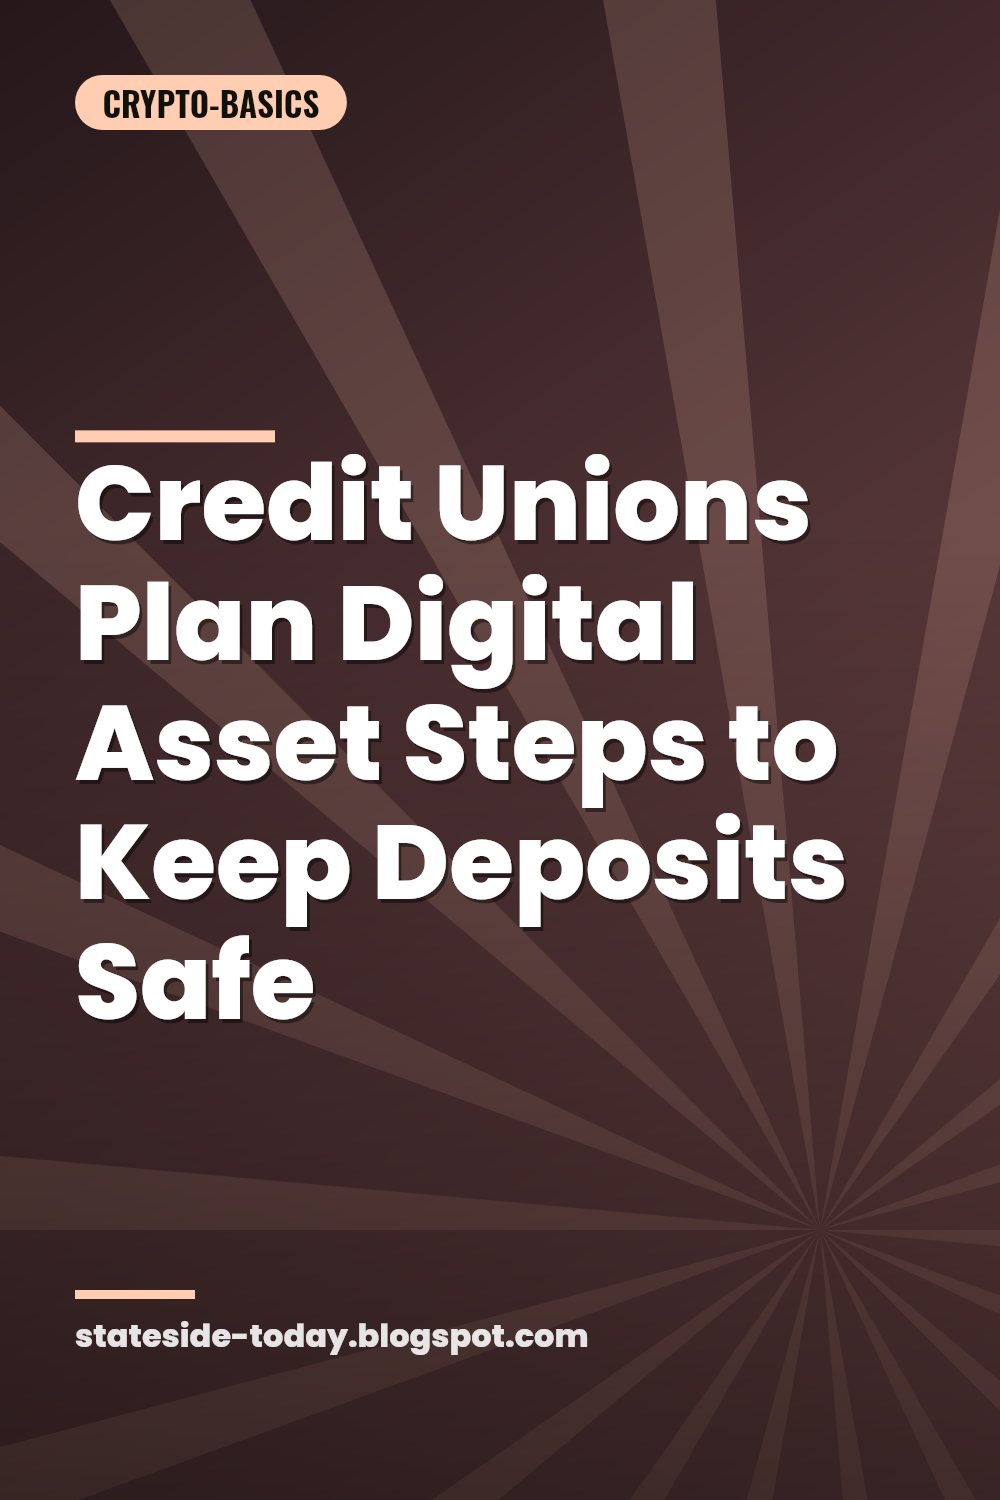 CRYPTO-BASICS
Credit Unions
Plan Digital
Asset Steps to
Keep Deposits
Safe
stateside-today.blogspot.com